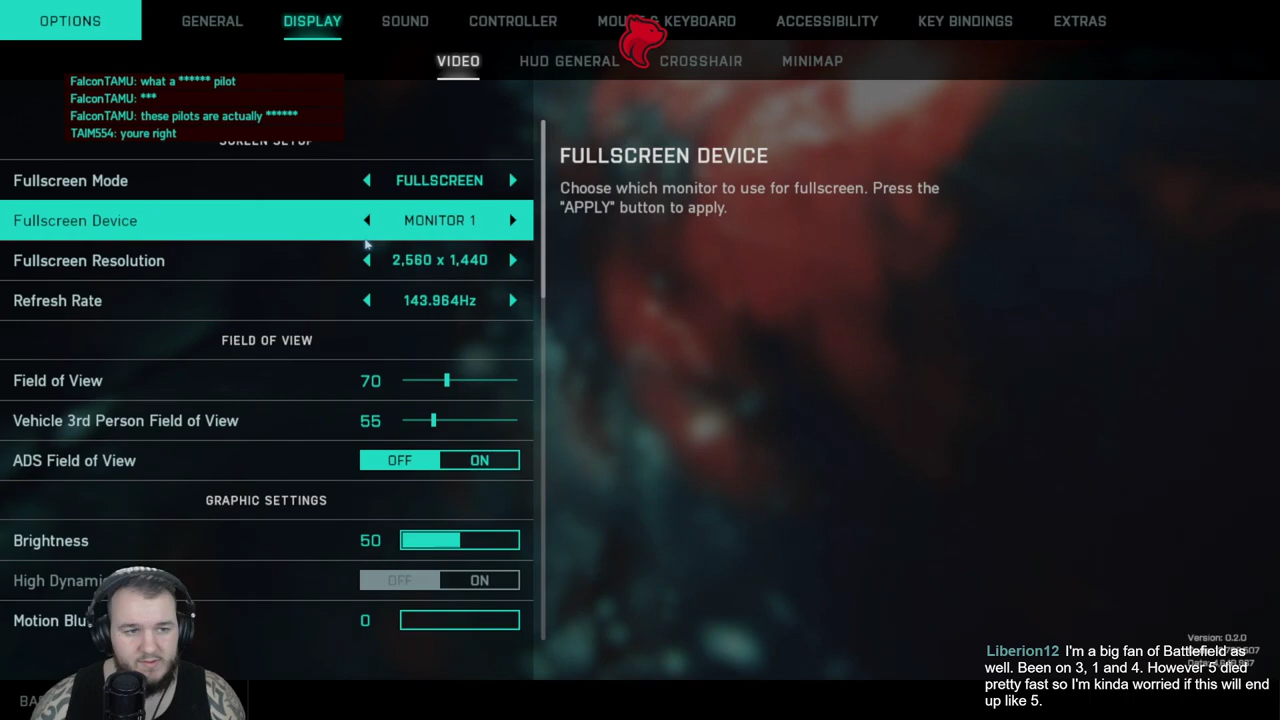 OPTIONS GENERAL DISPLAY SOUND CONTROLLER MOUSE & KEYBOARD ACCESSIBILITY KEY BINDINGS EXTRAS
VIDEO HUD GENERAL CROSSHAIR MINIMAP
FalconTAMU: what a ****** pilot
FalconTAMU: ***
FalconTAMU: these pilots are actually ******
TAIM554: youre right
SCREEN SETUP
Fullscreen Mode FULLSCREEN
Fullscreen Device MONITOR 1
Fullscreen Resolution 2,560 x 1,440
Refresh Rate 143.964Hz
FIELD OF VIEW
Field of View 70
Vehicle 3rd Person Field of View 55
ADS Field of View OFF ON
GRAPHIC SETTINGS
Brightness 50
High Dynamic OFF ON
Motion Blu 0
FULLSCREEN DEVICE
Choose which monitor to use for fullscreen. Press the
"APPLY" button to apply.
Version: 0.2.0
Liberion12 I'm a big fan of Battlefield as
well. Been on 3, 1 and 4. However 5 died
pretty fast so I'm kinda worried if this will end
up like 5.